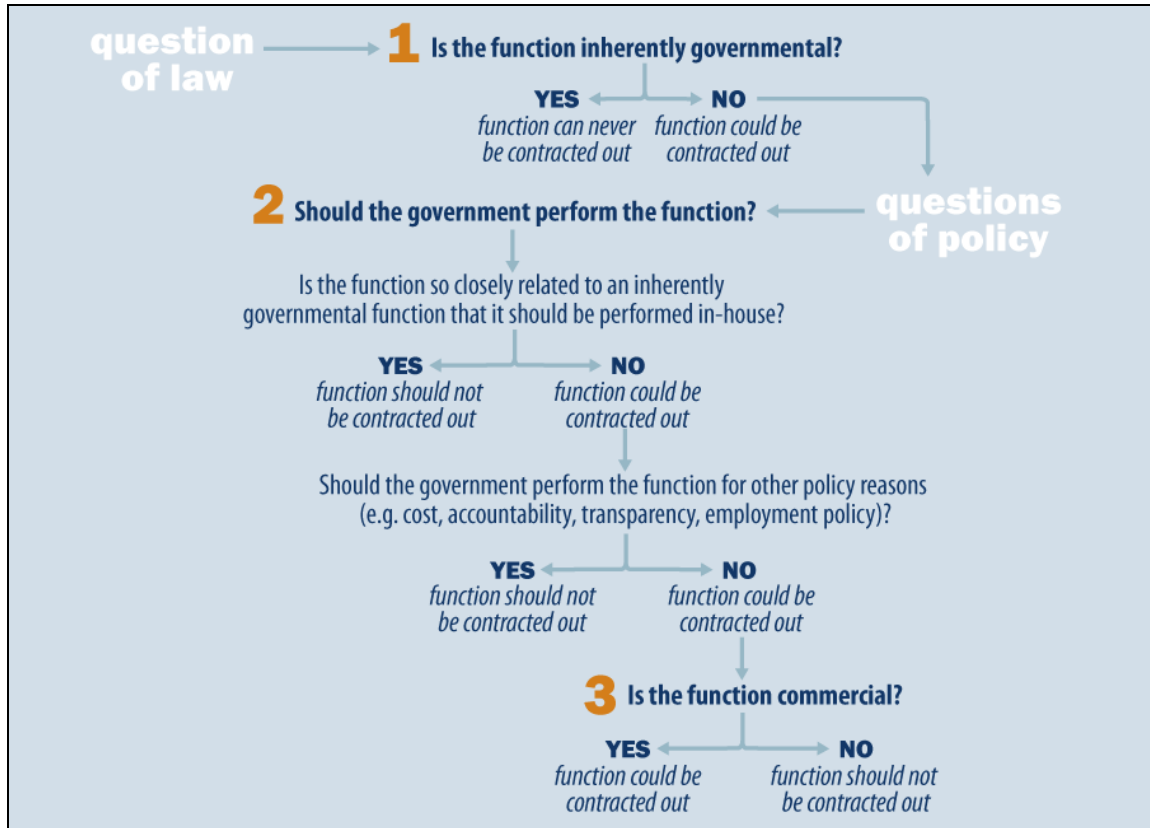 question
of law
1 Is the function inherently governmental?
YES
function can never
be contracted out
NO
function could be
contracted out
questions
of policy
2 Should the government perform the function?
Is the function so closely related to an inherently
governmental function that it should be performed in-house?
YES
function should not
be contracted out
NO
function could be
contracted out
Should the government perform the function for other policy reasons
(e.g. cost, accountability, transparency, employment policy)?
YES
function should not
be contracted out
NO
function could be
contracted out
3 Is the function commercial?
YES
function could be
contracted out
NO
function should not
be contracted out